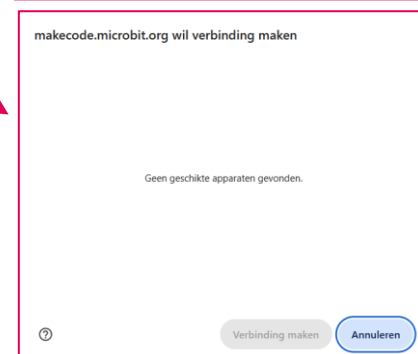 makecode.microbit.org wil verbinding maken
Geen geschikte apparaten gevonden.
Verbinding maken
Annuleren